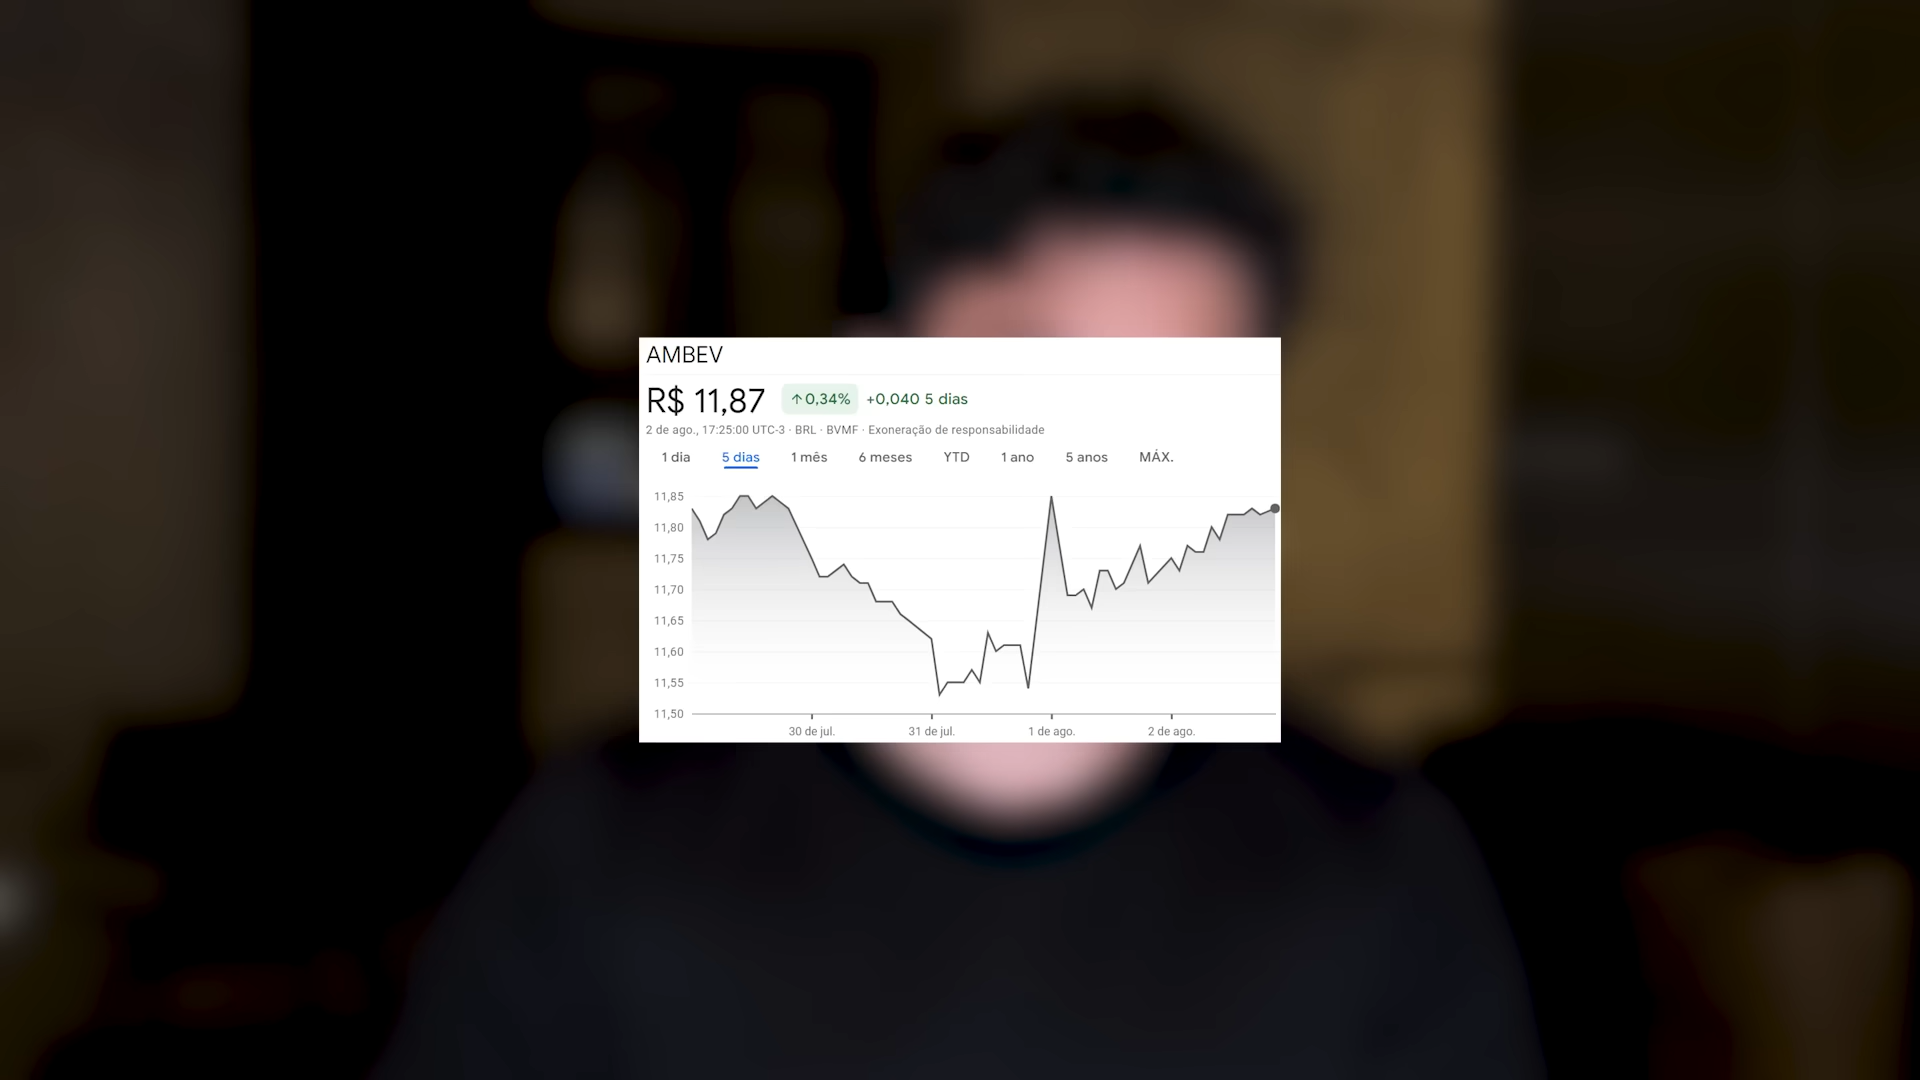 AMBEV
R$ 11,87 ↑0,34% +0,040 5 dias
2 de ago., 17:25:00 UTC-3 · BRL · BVMF · Exoneração de responsabilidade
1 dia 5 dias 1 mês 6 meses YTD 1 ano 5 anos MÁX.
11,85
11,80
11,75
11,70
11,65
11,60
11,55
11,50
30 de jul. 31 de jul. 1 de ago. 2 de ago.